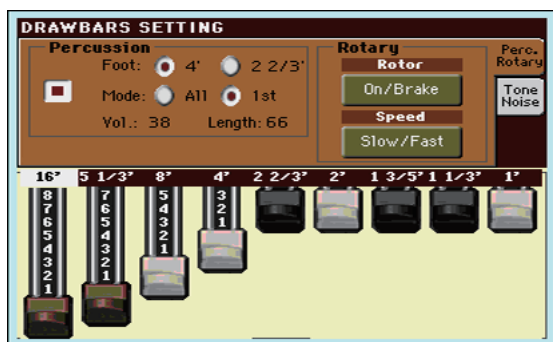 DRAWBARS SETTING
Percussion
Foot: 4' 2 2/3'
Mode: All 1st
Vol.: 38 Length: 66
Rotary
Rotor
On/Brake
Speed
Slow/Fast
Perc.
Rotary
Tone
Noise
16' 5 1/3' 8' 4' 2 2/3' 2' 1 3/5' 1 1/3' 1'
8 7 5 3
7 6 4 2
6 5 3 1
5 4 2
4 3 1
3 2
2 1
1